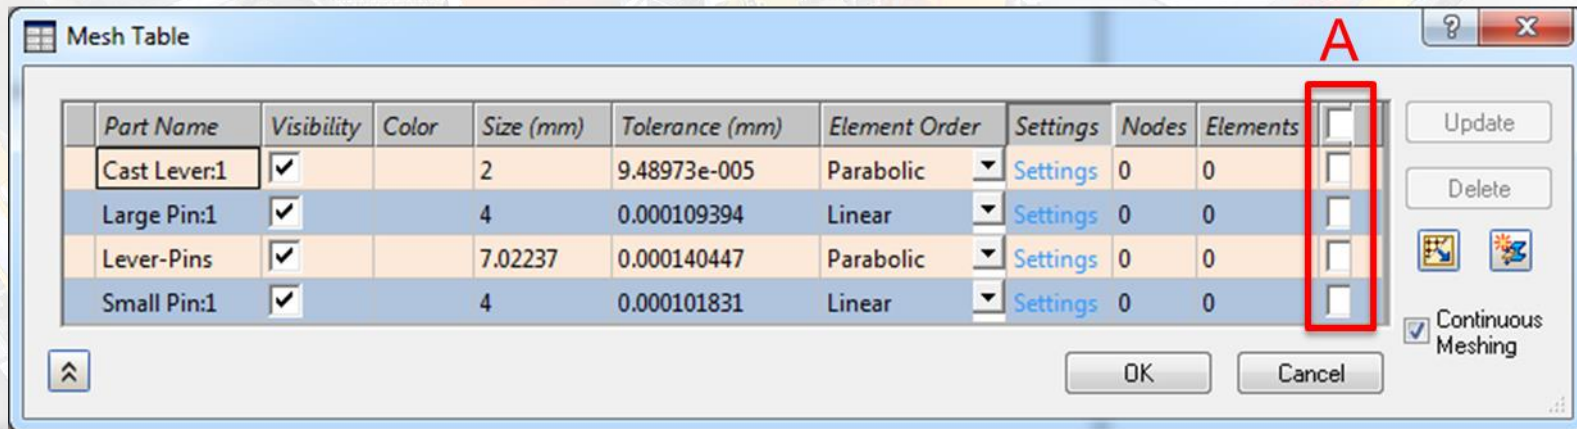 Mesh Table
A
Part Name Visibility Color Size (mm) Tolerance (mm) Element Order Settings Nodes Elements
Cast Lever:1 2 9.48973e-005 Parabolic Settings 0 0
Large Pin:1 4 0.000109394 Linear Settings 0 0
Lever-Pins 7.02237 0.000140447 Parabolic Settings 0 0
Small Pin:1 4 0.000101831 Linear Settings 0 0
Update
Delete
Continuous
Meshing
OK Cancel